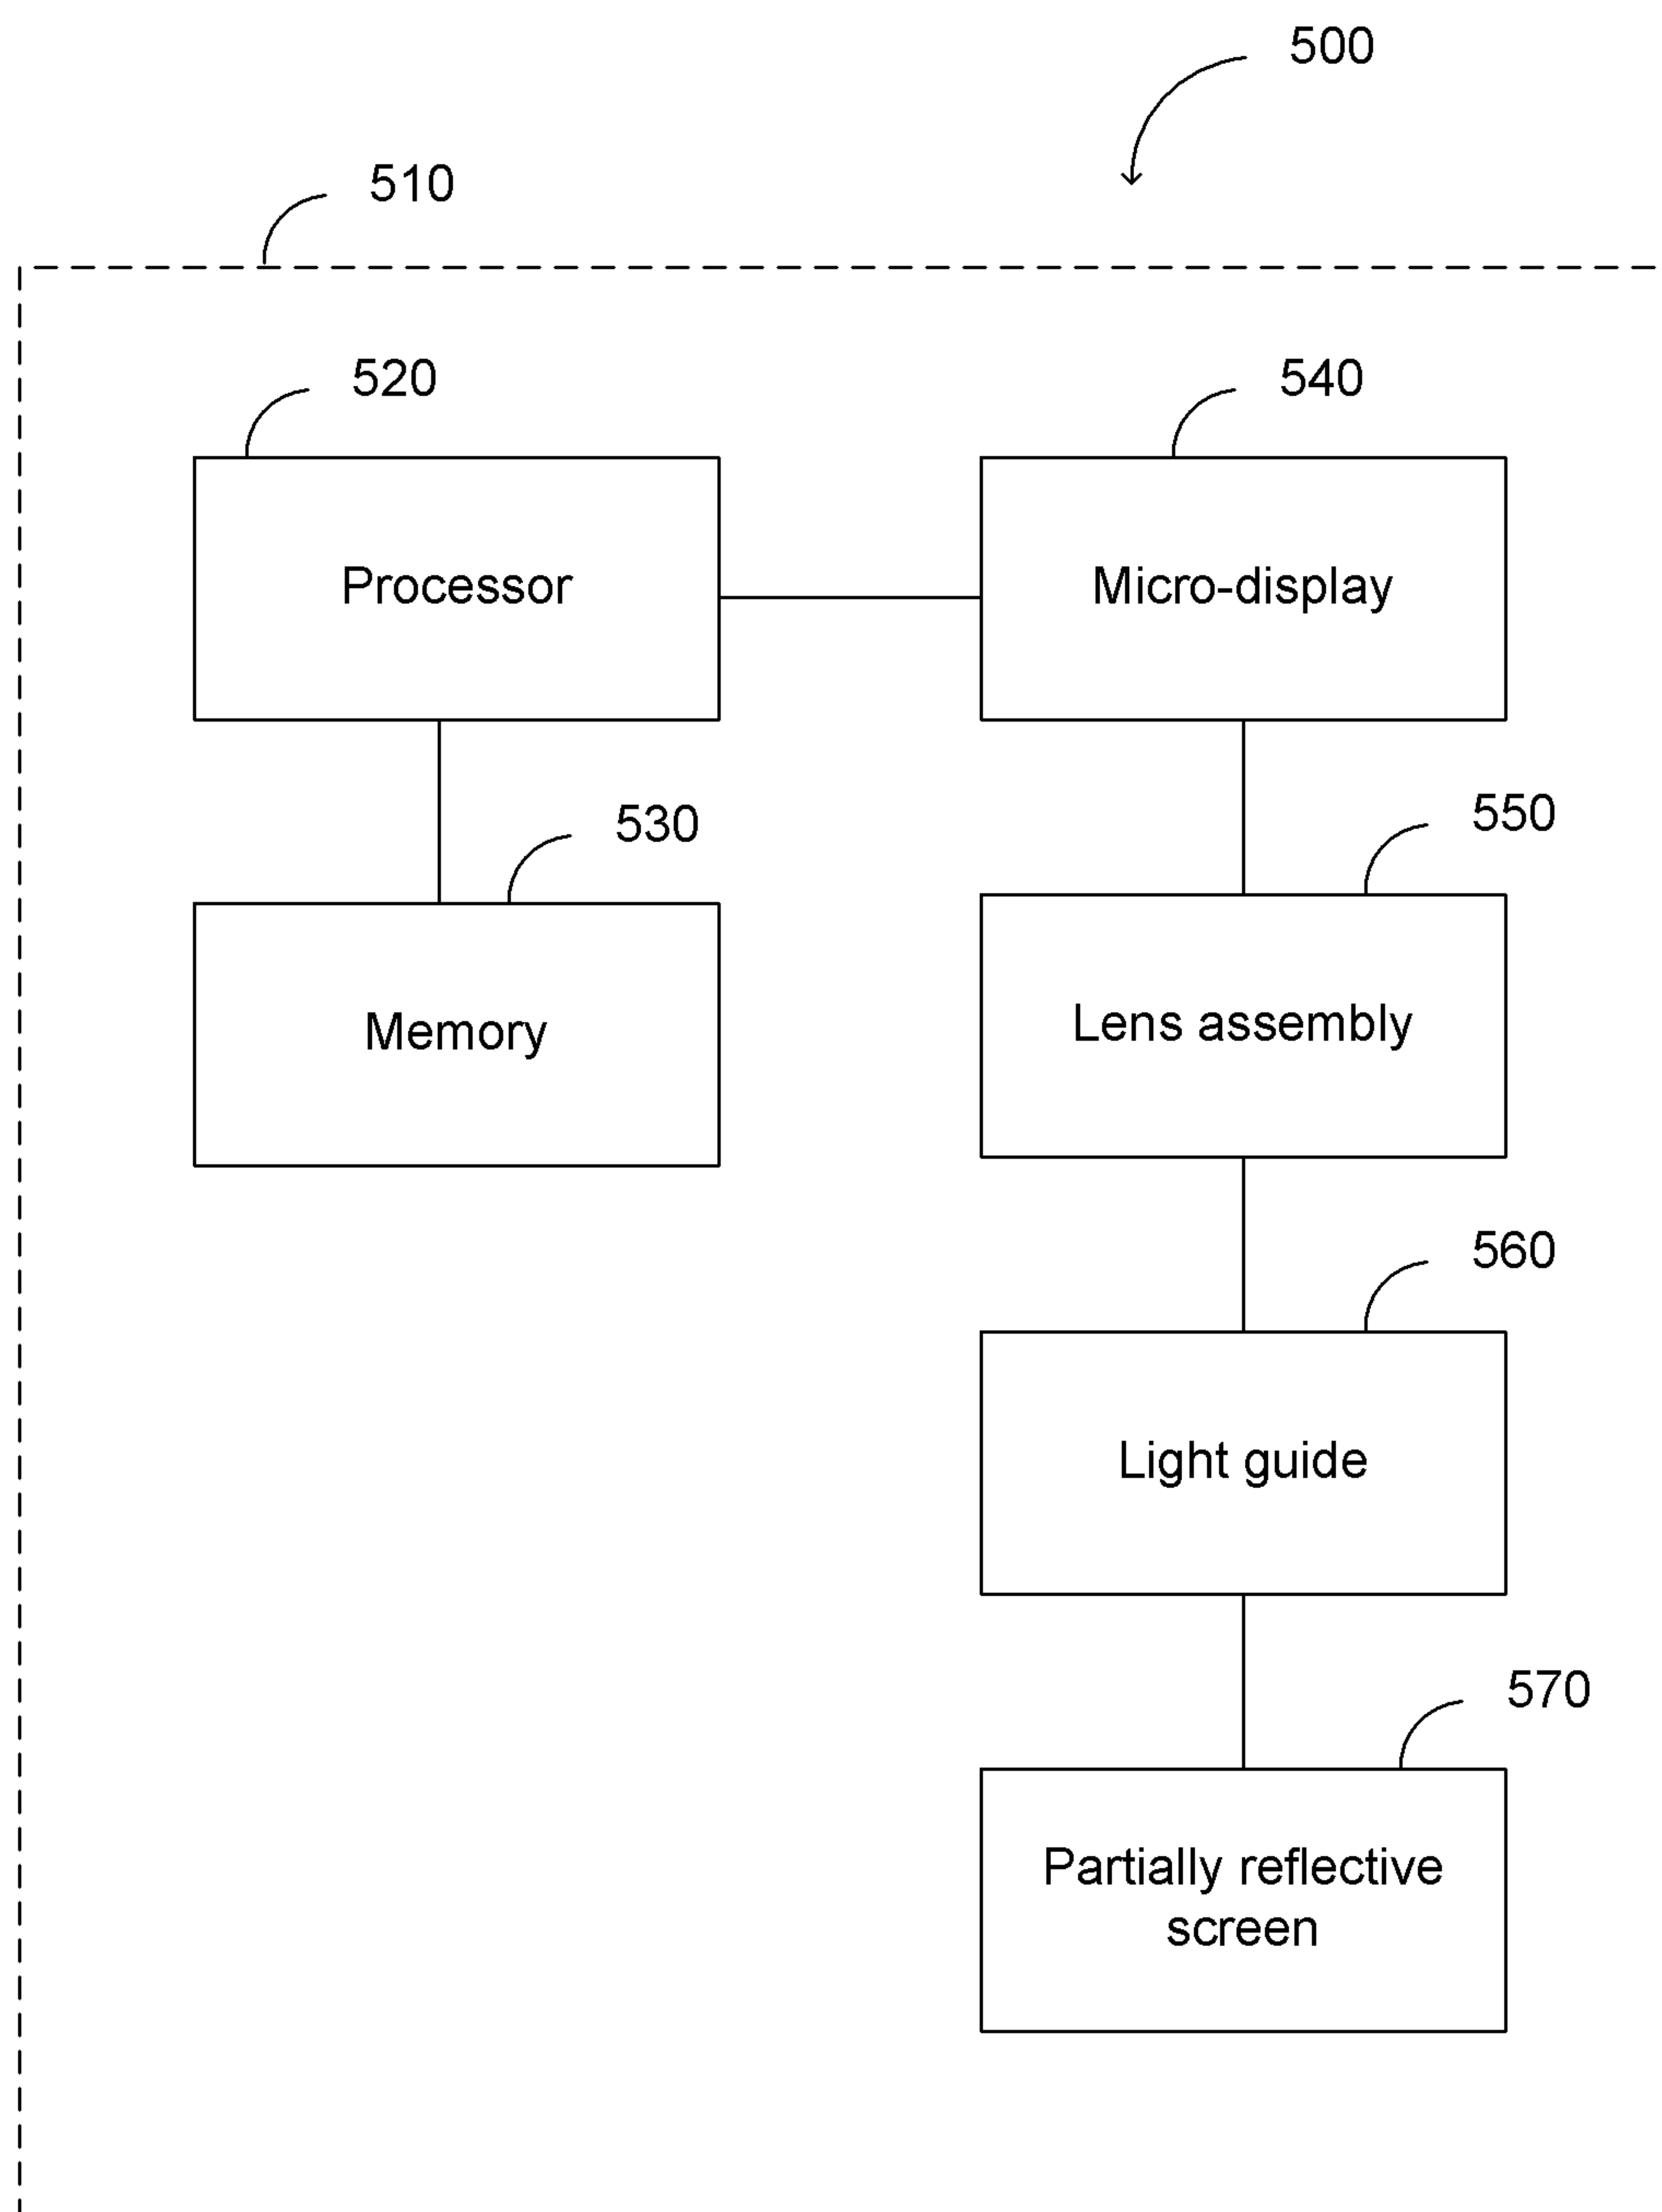 500
510
520
540
Processor
Micro-display
530
550
Memory
Lens assembly
560
Light guide
570
Partially reflective
screen